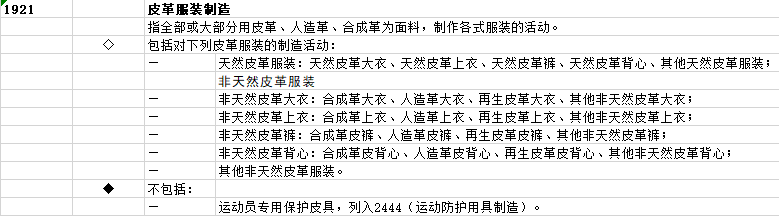 1921 皮革服装制造
指全部或大部分用皮革、人造革、合成革为面料，制作各式服装的活动。
◇ 包括对下列皮革服装的制造活动：
— 天然皮革服装：天然皮革大衣、天然皮革上衣、天然皮革裤、天然皮革背心、其他天然皮革服装；
非天然皮革服装
— 非天然皮革大衣：合成革大衣、人造革大衣、再生皮革大衣、其他非天然皮革大衣；
— 非天然皮革上衣：合成革上衣、人造革上衣、再生皮革上衣、其他非天然皮革上衣；
— 非天然皮革裤：合成革皮裤、人造革皮裤、再生皮革皮裤、其他非天然皮革裤；
— 非天然皮革背心：合成革皮背心、人造革皮背心、再生皮革皮背心、其他非天然皮革背心；
— 其他非天然皮革服装。
◆ 不包括：
— 运动员专用保护皮具，列入2444（运动防护用具制造）。